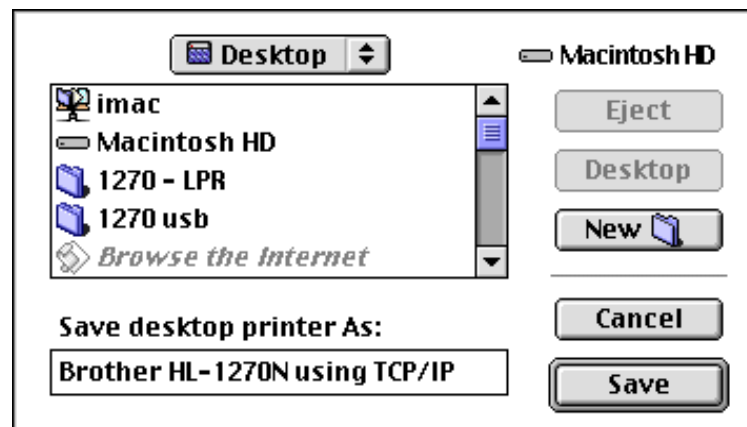 Desktop
Macintosh HD
imac
Macintosh HD
1270 - LPR
1270 usb
Browse the Internet
Eject
Desktop
New
Save desktop printer As:
Brother HL-1270N using TCP/IP
Cancel
Save